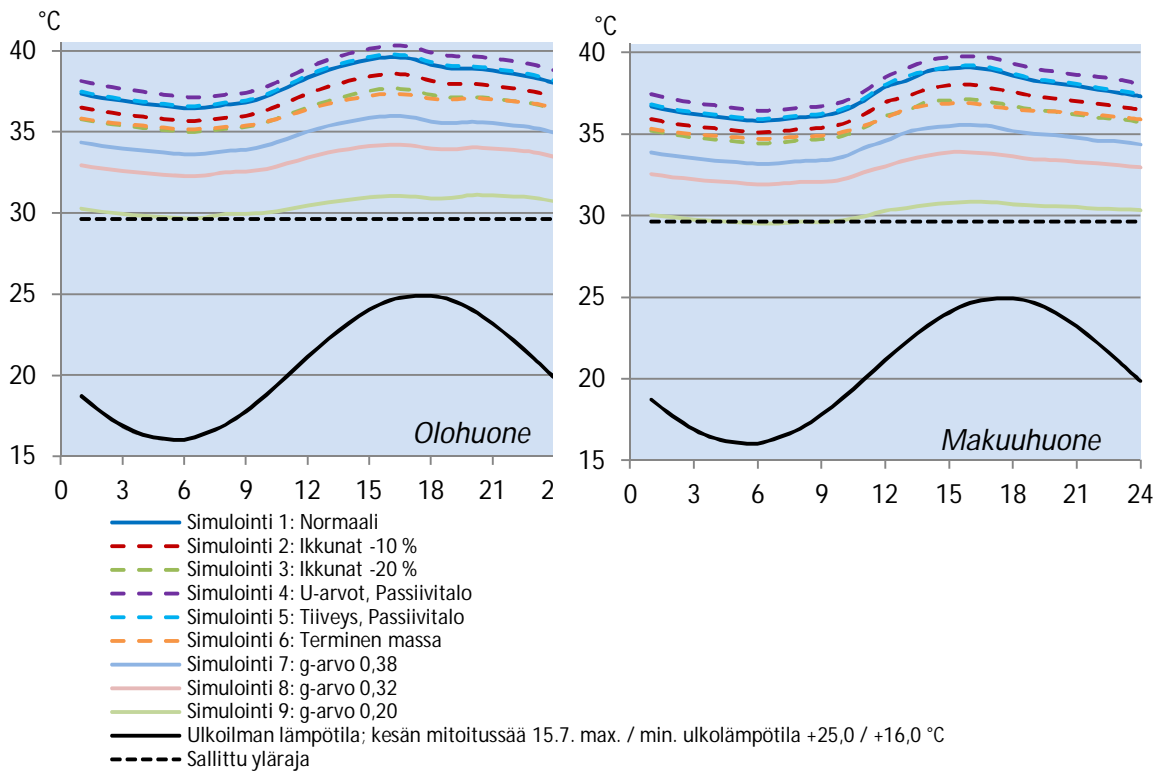 °C
40
35
30
25
20
15
0 3 6 9 12 15 18 21 2
Olohuone
°C
40
35
30
25
20
15
0 3 6 9 12 15 18 21 24
Makuuhuone
Simulointi 1: Normaali
Simulointi 2: Ikkunat -10 %
Simulointi 3: Ikkunat -20 %
Simulointi 4: U-arvot, Passiivitalo
Simulointi 5: Tiiveys, Passiivitalo
Simulointi 6: Terminen massa
Simulointi 7: g-arvo 0,38
Simulointi 8: g-arvo 0,32
Simulointi 9: g-arvo 0,20
Ulkoilman lämpötila; kesän mitoitussää 15.7. max. / min. ulkolämpötila +25,0 / +16,0 °C
Sallittu yläraja